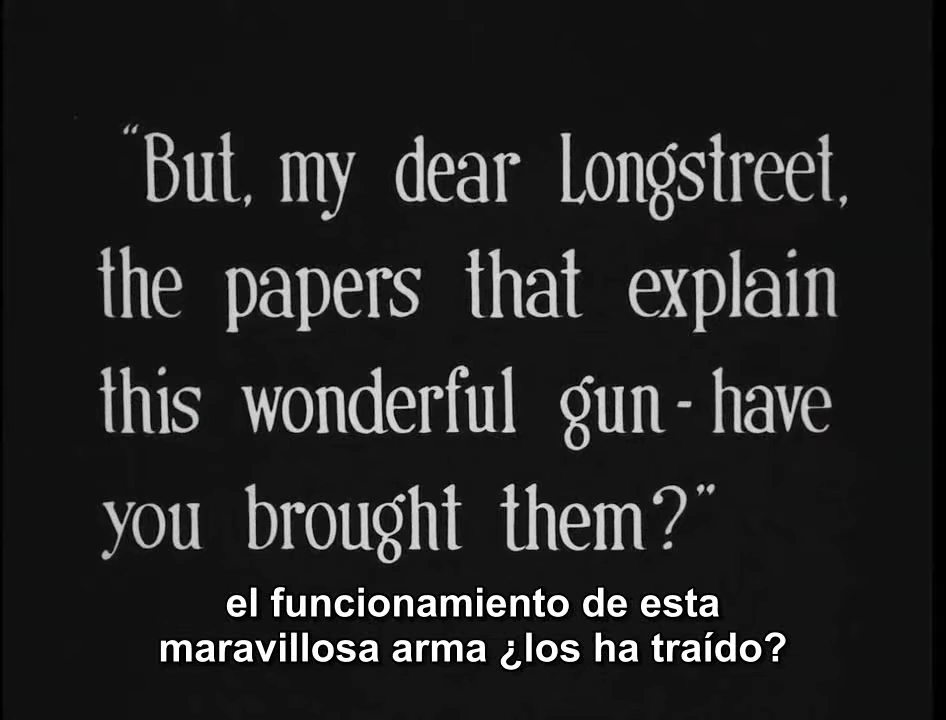 “But, my dear Longstreet,
the papers that explain
this wonderful gun - have
you brought them?”
el funcionamiento de esta
maravillosa arma ¿los ha traído?